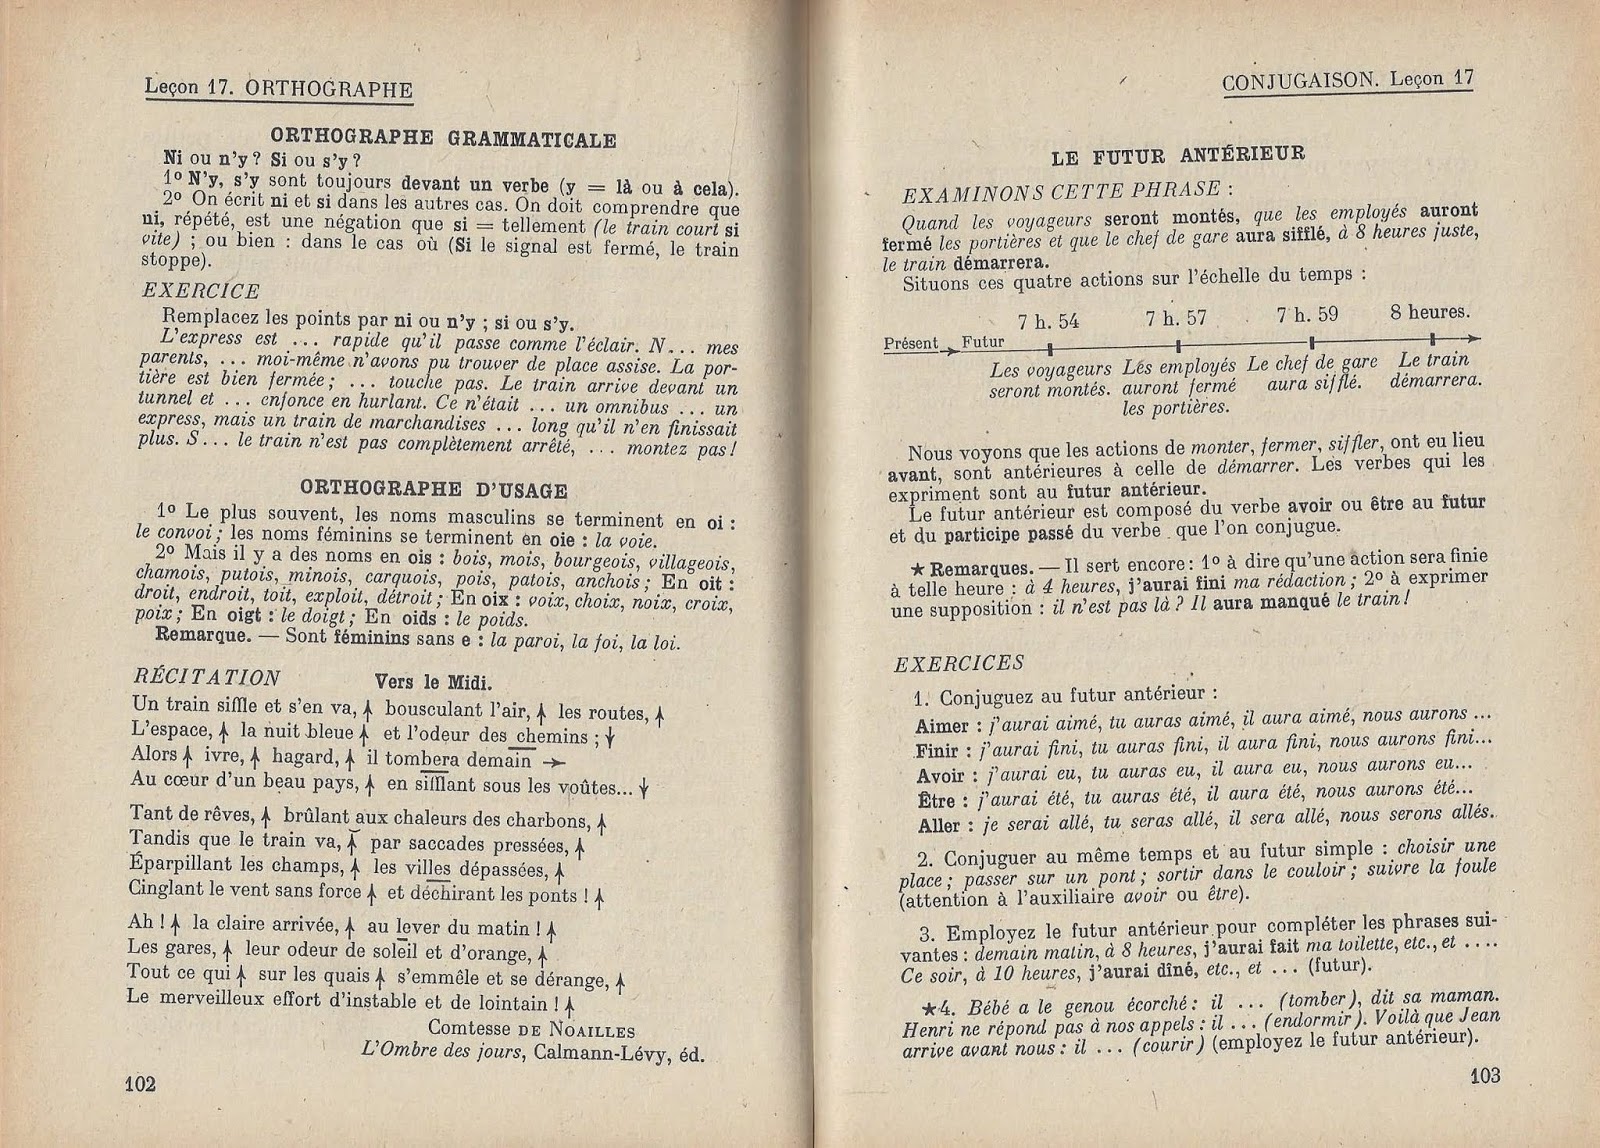 Leçon 17. ORTHOGRAPHE
ORTHOGRAPHE GRAMMATICALE
Ni ou n'y ? Si ou s'y ?
1º N'y, s'y sont toujours devant un verbe (y = là ou à cela).
2º On écrit ni et si dans les autres cas. On doit comprendre que
ni, répété, est une négation que si = tellement (le train court si
vite) ; ou bien : dans le cas où (Si le signal est fermé, le train
stoppe).
EXERCICE
Remplacez les points par ni ou n'y ; si ou s'y.
L'express est ... rapide qu'il passe comme l'éclair. N... mes
parents, ... moi-même n'avons pu trouver de place assise. La por-
tière est bien fermée ; ... touche pas. Le train arrive devant un
tunnel et ... enfonce en hurlant. Ce n'était ... un omnibus ... un
express, mais un train de marchandises ... long qu'il n'en finissait
plus. S... le train n'est pas complètement arrêté, ... montez pas !
ORTHOGRAPHE D'USAGE
1º Le plus souvent, les noms masculins se terminent en oi :
le convoi ; les noms féminins se terminent en oie : la voie.
2º Mais il y a des noms en ois : bois, mois, bourgeois, villageois,
chamois, putois, minois, carquois, pois, patois, anchois ; En oit :
droit, endroit, toit, exploit, détroit ; En oix : voix, choix, noix, croix,
poix ; En oigt : le doigt ; En oids : le poids.
Remarque. — Sont féminins sans e : la paroi, la foi, la loi.
RÉCITATION Vers le Midi.
Un train siffle et s'en va, bousculant l'air, les routes,
L'espace, la nuit bleue et l'odeur des chemins ;
Alors ivre, hagard, il tombera demain
Au cœur d'un beau pays, en sifflant sous les voûtes...
Tant de rêves, brûlant aux chaleurs des charbons,
Tandis que le train va, par saccades pressées,
Éparpillant les champs, les villes dépassées,
Cinglant le vent sans force et déchirant les ponts !
Ah ! la claire arrivée, au lever du matin !
Les gares, leur odeur de soleil et d'orange,
Tout ce qui sur les quais s'emmêle et se dérange,
Le merveilleux effort d'instable et de lointain !
Comtesse DE NOAILLES
L'Ombre des jours, Calmann-Lévy, éd.
102
CONJUGAISON. Leçon 17
LE FUTUR ANTÉRIEUR
EXAMINONS CETTE PHRASE :
Quand les voyageurs seront montés, que les employés auront
fermé les portières et que le chef de gare aura sifflé, à 8 heures juste,
le train démarrera.
Situons ces quatre actions sur l'échelle du temps :
7 h. 54 7 h. 57 7 h. 59 8 heures.
Présent Futur
Les voyageurs Les employés Le chef de gare Le train
seront montés. auront fermé aura sifflé. démarrera.
les portières.
Nous voyons que les actions de monter, fermer, siffler, ont eu lieu
avant, sont antérieures à celle de démarrer. Les verbes qui les
expriment sont au futur antérieur.
Le futur antérieur est composé du verbe avoir ou être au futur
et du participe passé du verbe que l'on conjugue.
★ Remarques. — Il sert encore : 1º à dire qu'une action sera finie
à telle heure : à 4 heures, j'aurai fini ma rédaction ; 2º à exprimer
une supposition : il n'est pas là ? Il aura manqué le train !
EXERCICES
1. Conjuguez au futur antérieur :
Aimer : j'aurai aimé, tu auras aimé, il aura aimé, nous aurons ...
Finir : j'aurai fini, tu auras fini, il aura fini, nous aurons fini...
Avoir : j'aurai eu, tu auras eu, il aura eu, nous aurons eu...
Être : j'aurai été, tu auras été, il aura été, nous aurons été...
Aller : je serai allé, tu seras allé, il sera allé, nous serons allés.
2. Conjuguer au même temps et au futur simple : choisir une
place ; passer sur un pont ; sortir dans le couloir ; suivre la foule
(attention à l'auxiliaire avoir ou être).
3. Employez le futur antérieur pour compléter les phrases sui-
vantes : demain matin, à 8 heures, j'aurai fait ma toilette, etc., et ....
Ce soir, à 10 heures, j'aurai dîné, etc., et ... (futur).
★4. Bébé a le genou écorché : il ... (tomber), dit sa maman.
Henri ne répond pas à nos appels : il ... (endormir). Voilà que Jean
arrive avant nous : il ... (courir) (employez le futur antérieur).
103